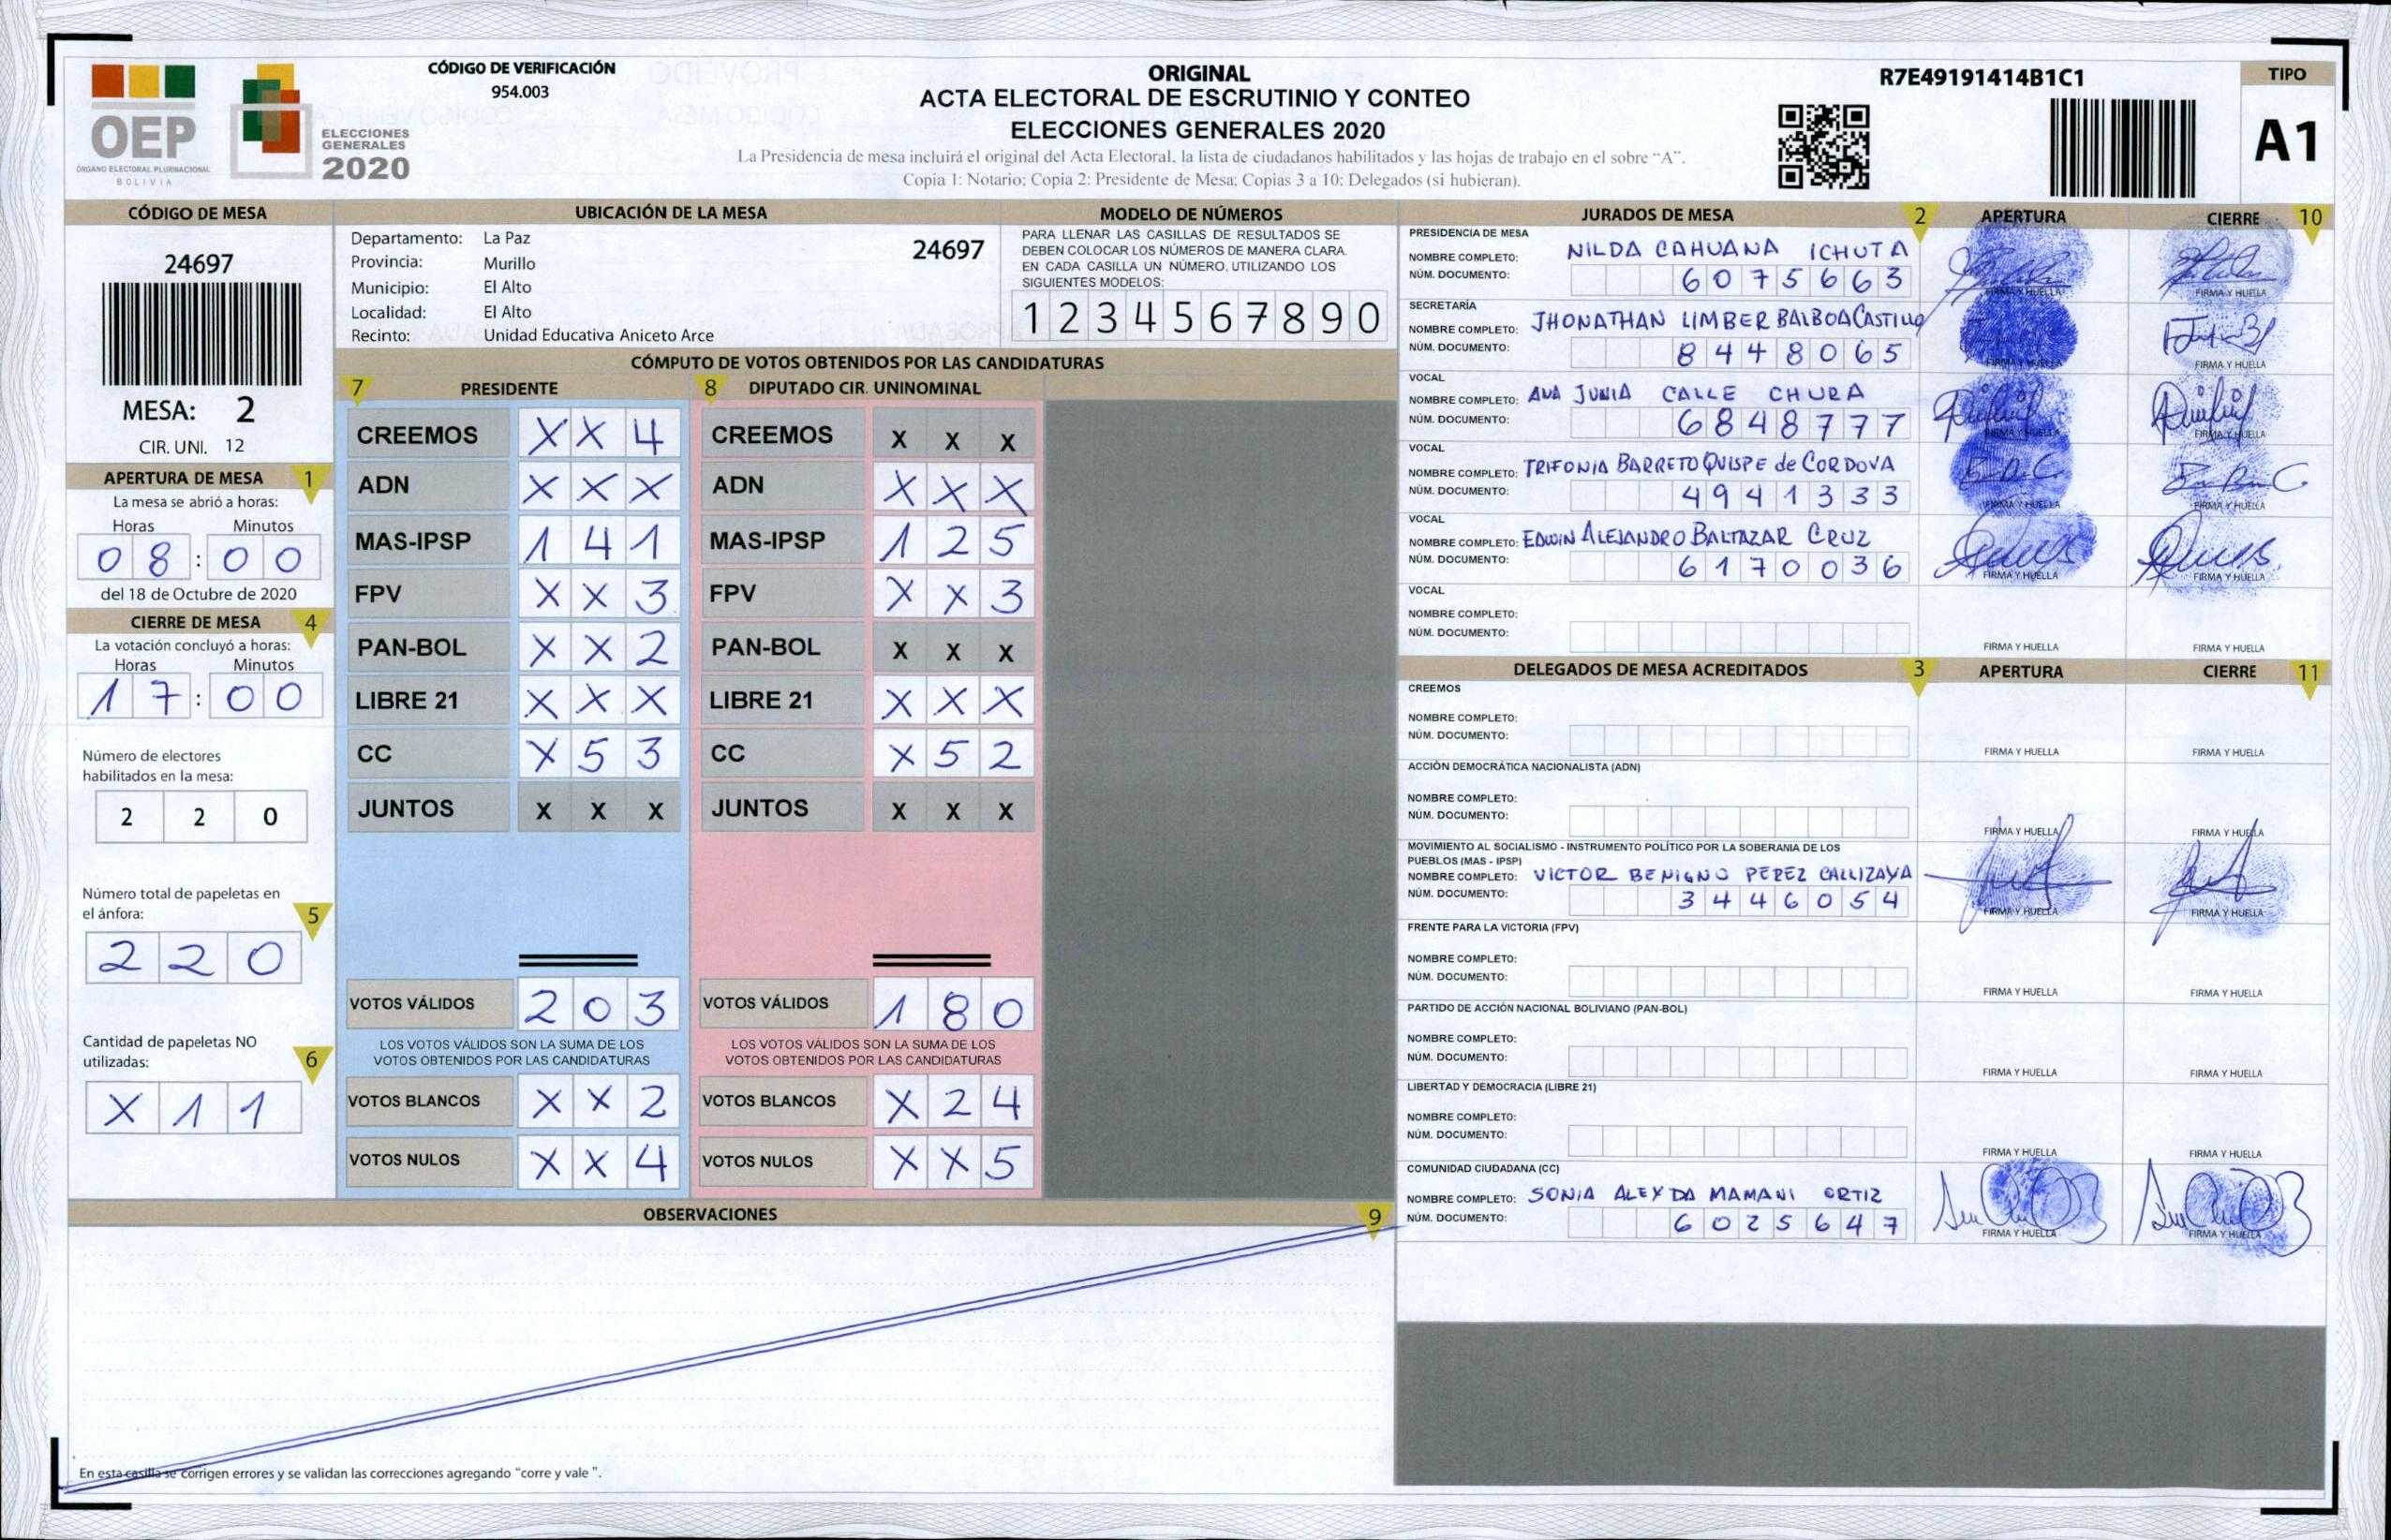 OEP
ÓRGANO ELECTORAL PLURINACIONAL
BOLIVIA
ELECCIONES
GENERALES
2020
CÓDIGO DE VERIFICACIÓN
954.003
ORIGINAL
ACTA ELECTORAL DE ESCRUTINIO Y CONTEO
ELECCIONES GENERALES 2020
La Presidencia de mesa incluirá el original del Acta Electoral, la lista de ciudadanos habilitados y las hojas de trabajo en el sobre “A”.
Copia 1: Notario; Copia 2: Presidente de Mesa; Copias 3 a 10: Delegados (si hubieran).
R7E49191414B1C1
TIPO
A1
CÓDIGO DE MESA
24697
MESA: 2
CIR. UNI. 12
APERTURA DE MESA 1
La mesa se abrió a horas:
Horas Minutos
08:00
del 18 de Octubre de 2020
CIERRE DE MESA 4
La votación concluyó a horas:
Horas Minutos
17:00
Número de electores
habilitados en la mesa:
2 2 0
Número total de papeletas en
el ánfora: 5
2 2 0
Cantidad de papeletas NO
utilizadas: 6
X 1 1
UBICACIÓN DE LA MESA
Departamento: La Paz 24697
Provincia: Murillo
Municipio: El Alto
Localidad: El Alto
Recinto: Unidad Educativa Aniceto Arce
MODELO DE NÚMEROS
PARA LLENAR LAS CASILLAS DE RESULTADOS SE
DEBEN COLOCAR LOS NÚMEROS DE MANERA CLARA.
EN CADA CASILLA UN NÚMERO, UTILIZANDO LOS
SIGUIENTES MODELOS:
1 2 3 4 5 6 7 8 9 0
CÓMPUTO DE VOTOS OBTENIDOS POR LAS CANDIDATURAS
7 PRESIDENTE 8 DIPUTADO CIR. UNINOMINAL
CREEMOS X X 4 CREEMOS X X X
ADN X X X ADN X X X
MAS-IPSP 1 4 1 MAS-IPSP 1 2 5
FPV X X 3 FPV X X 3
PAN-BOL X X 2 PAN-BOL X X X
LIBRE 21 X X X LIBRE 21 X X X
CC X 5 3 CC X 5 2
JUNTOS X X X JUNTOS X X X
VOTOS VÁLIDOS 2 0 3 VOTOS VÁLIDOS 1 8 0
LOS VOTOS VÁLIDOS SON LA SUMA DE LOS LOS VOTOS VÁLIDOS SON LA SUMA DE LOS
VOTOS OBTENIDOS POR LAS CANDIDATURAS VOTOS OBTENIDOS POR LAS CANDIDATURAS
VOTOS BLANCOS X X 2 VOTOS BLANCOS X 2 4
VOTOS NULOS X X 4 VOTOS NULOS X X 5
OBSERVACIONES 9
En esta casilla se corrigen errores y se validan las correcciones agregando “corre y vale ”.
JURADOS DE MESA 2 APERTURA CIERRE 10
PRESIDENCIA DE MESA
NOMBRE COMPLETO: NILDA CAHUANA ICHUTA
NÚM. DOCUMENTO: 6075663
FIRMA Y HUELLA FIRMA Y HUELLA
SECRETARÍA
NOMBRE COMPLETO: JHONATHAN LIMBER BALBOA CASTILLO
NÚM. DOCUMENTO: 8448065
FIRMA Y HUELLA FIRMA Y HUELLA
VOCAL
NOMBRE COMPLETO: ANA JUNIA CALLE CHURA
NÚM. DOCUMENTO: 6848777
FIRMA Y HUELLA FIRMA Y HUELLA
VOCAL
NOMBRE COMPLETO: TRIFONIA BARRETO QUISPE de CORDOVA
NÚM. DOCUMENTO: 4941333
FIRMA Y HUELLA FIRMA Y HUELLA
VOCAL
NOMBRE COMPLETO: EDWIN ALEJANDRO BALTAZAR CRUZ
NÚM. DOCUMENTO: 6170036
FIRMA Y HUELLA FIRMA Y HUELLA
VOCAL
NOMBRE COMPLETO:
NÚM. DOCUMENTO:
FIRMA Y HUELLA FIRMA Y HUELLA
DELEGADOS DE MESA ACREDITADOS 3 APERTURA CIERRE 11
CREEMOS
NOMBRE COMPLETO:
NÚM. DOCUMENTO:
FIRMA Y HUELLA FIRMA Y HUELLA
ACCIÓN DEMOCRÁTICA NACIONALISTA (ADN)
NOMBRE COMPLETO:
NÚM. DOCUMENTO:
FIRMA Y HUELLA FIRMA Y HUELLA
MOVIMIENTO AL SOCIALISMO - INSTRUMENTO POLÍTICO POR LA SOBERANIA DE LOS
PUEBLOS (MAS - IPSP)
NOMBRE COMPLETO: VICTOR BENIGNO PEREZ CALLIZAYA
NÚM. DOCUMENTO: 3446054
FIRMA Y HUELLA FIRMA Y HUELLA
FRENTE PARA LA VICTORIA (FPV)
NOMBRE COMPLETO:
NÚM. DOCUMENTO:
FIRMA Y HUELLA FIRMA Y HUELLA
PARTIDO DE ACCIÓN NACIONAL BOLIVIANO (PAN-BOL)
NOMBRE COMPLETO:
NÚM. DOCUMENTO:
FIRMA Y HUELLA FIRMA Y HUELLA
LIBERTAD Y DEMOCRACIA (LIBRE 21)
NOMBRE COMPLETO:
NÚM. DOCUMENTO:
FIRMA Y HUELLA FIRMA Y HUELLA
COMUNIDAD CIUDADANA (CC)
NOMBRE COMPLETO: SONIA ALEYDA MAMANI ORTIZ
NÚM. DOCUMENTO: 6025647
FIRMA Y HUELLA FIRMA Y HUELLA